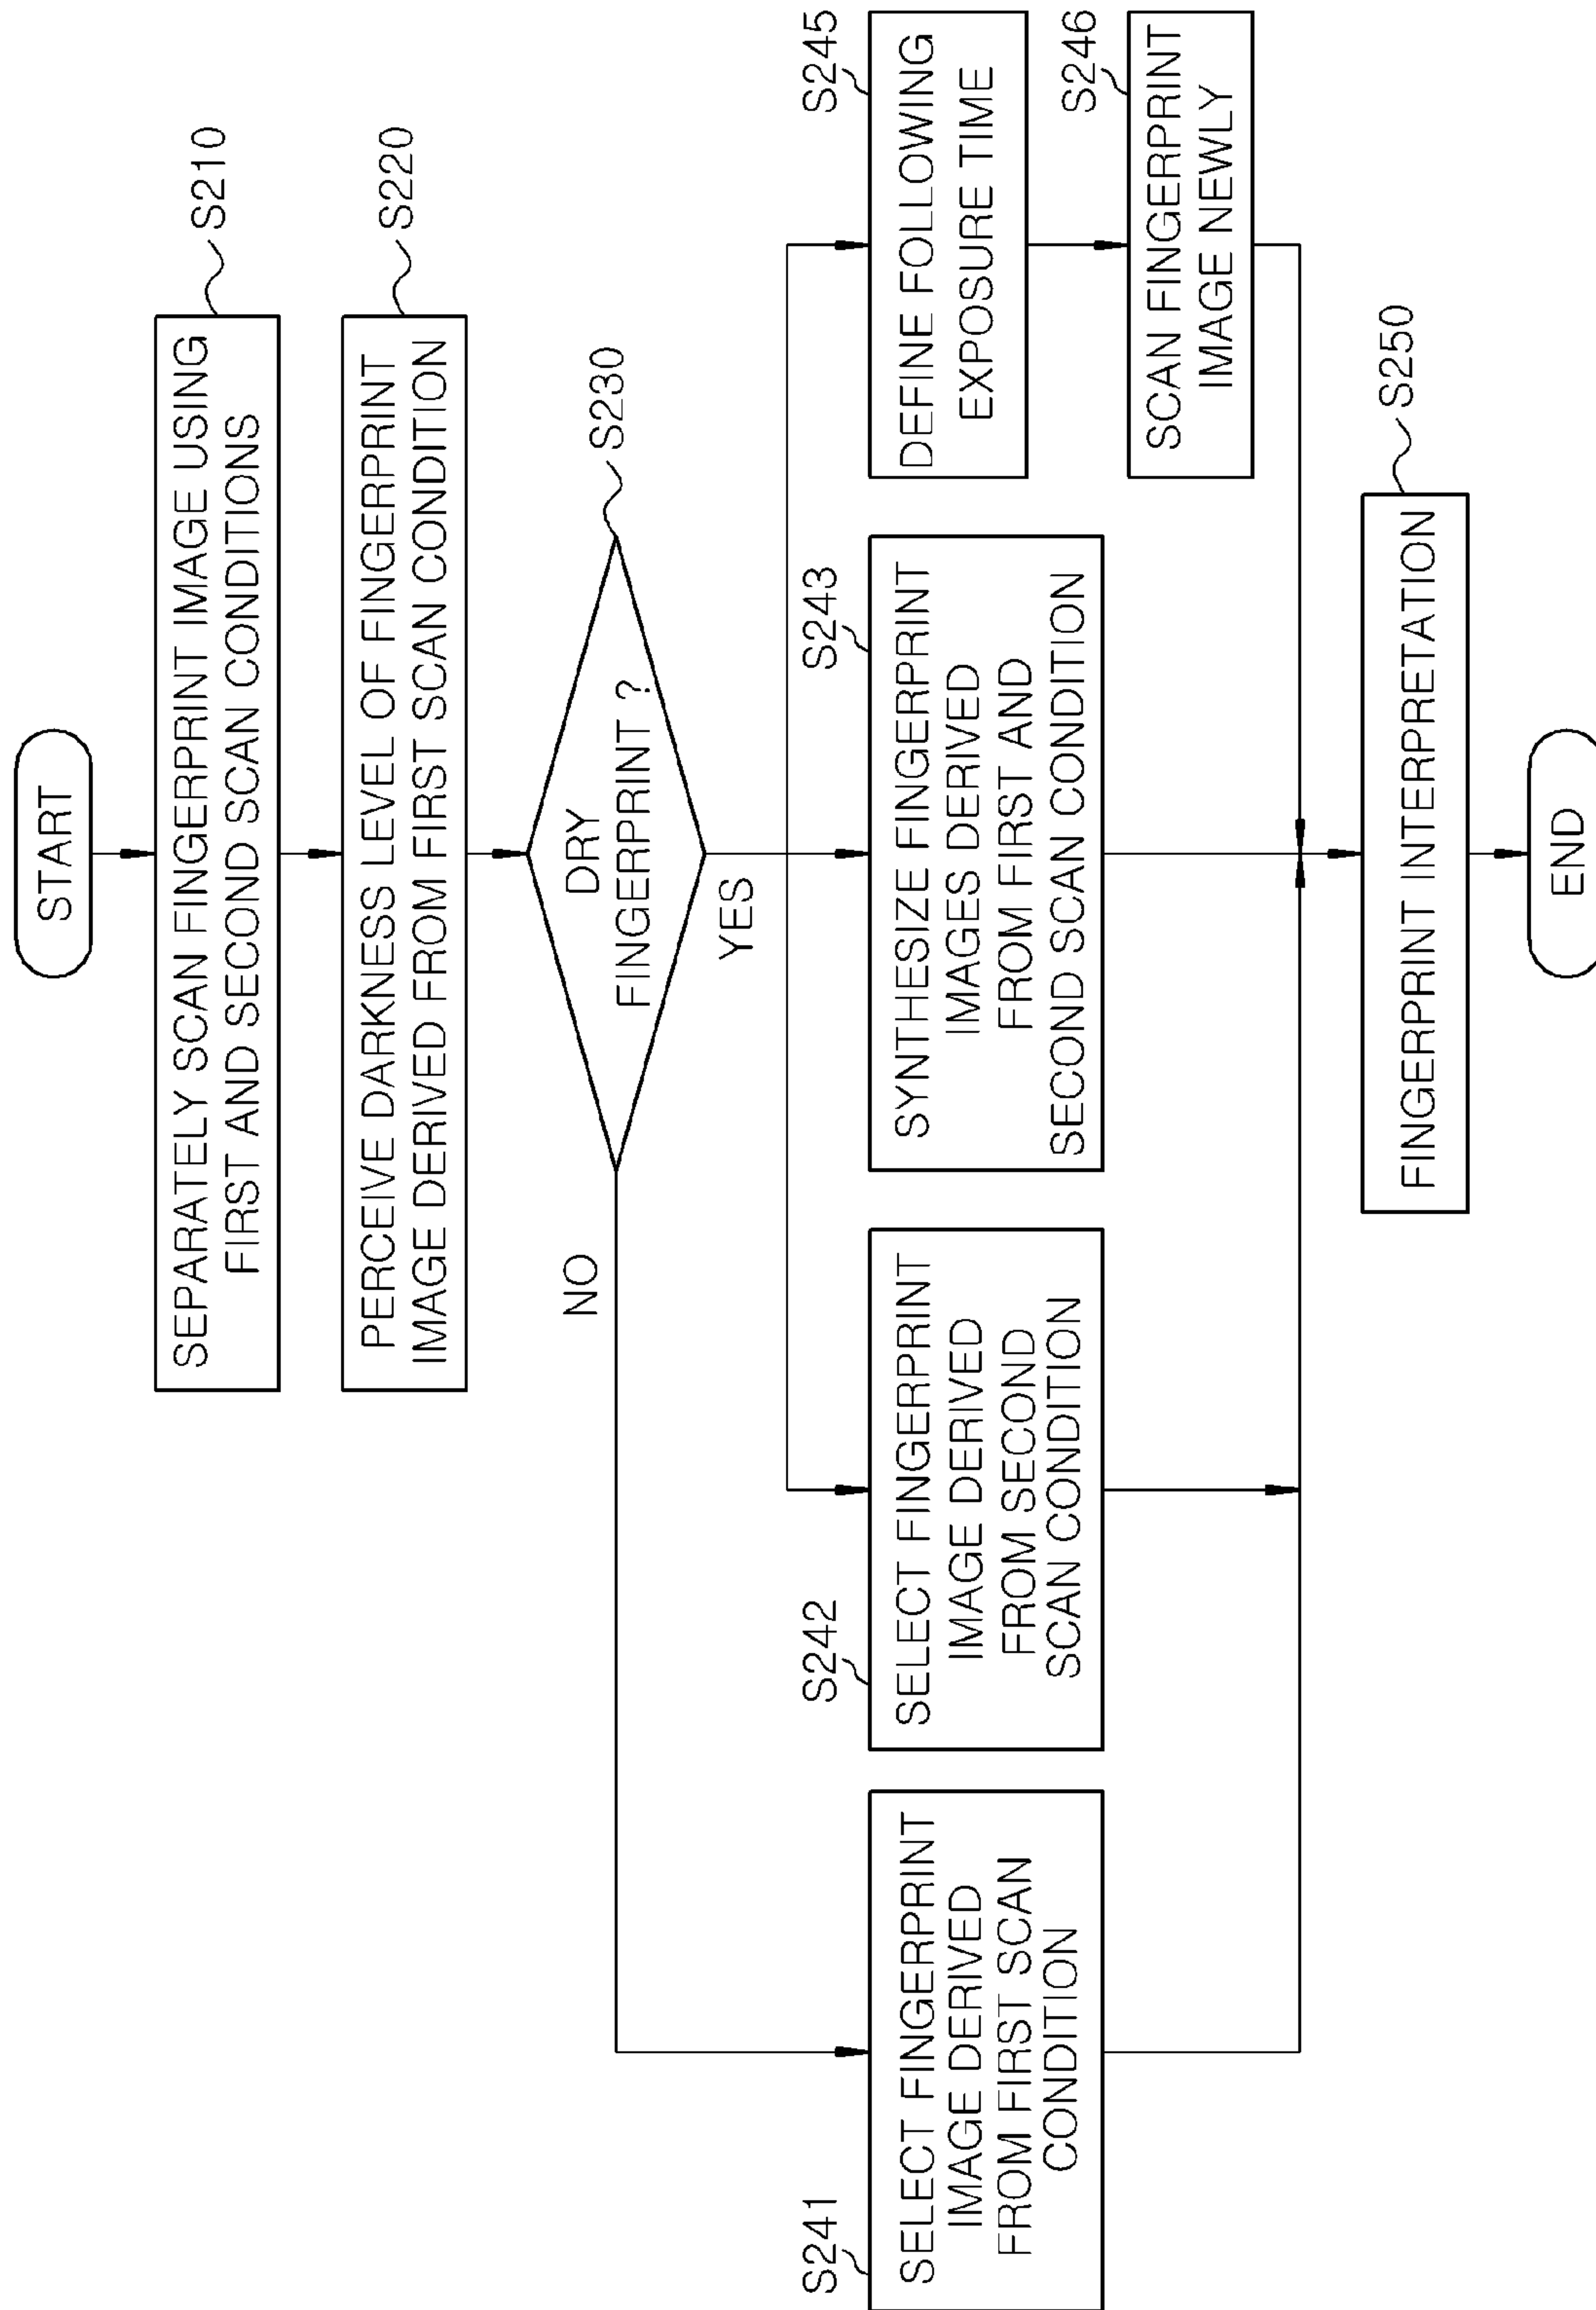 START
SEPARATELY SCAN FINGERPRINT IMAGE USING
FIRST AND SECOND SCAN CONDITIONS
S210
PERCEIVE DARKNESS LEVEL OF FINGERPRINT
IMAGE DERIVED FROM FIRST SCAN CONDITION
S220
DRY
FINGERPRINT ?
S230
NO
YES
S241
SELECT FINGERPRINT
IMAGE DERIVED
FROM FIRST SCAN
CONDITION
S242
SELECT FINGERPRINT
IMAGE DERIVED
FROM SECOND
SCAN CONDITION
S243
SYNTHESIZE FINGERPRINT
IMAGES DERIVED
FROM FIRST AND
SECOND SCAN CONDITION
S245
DEFINE FOLLOWING
EXPOSURE TIME
S246
SCAN FINGERPRINT
IMAGE NEWLY
S250
FINGERPRINT INTERPRETATION
END